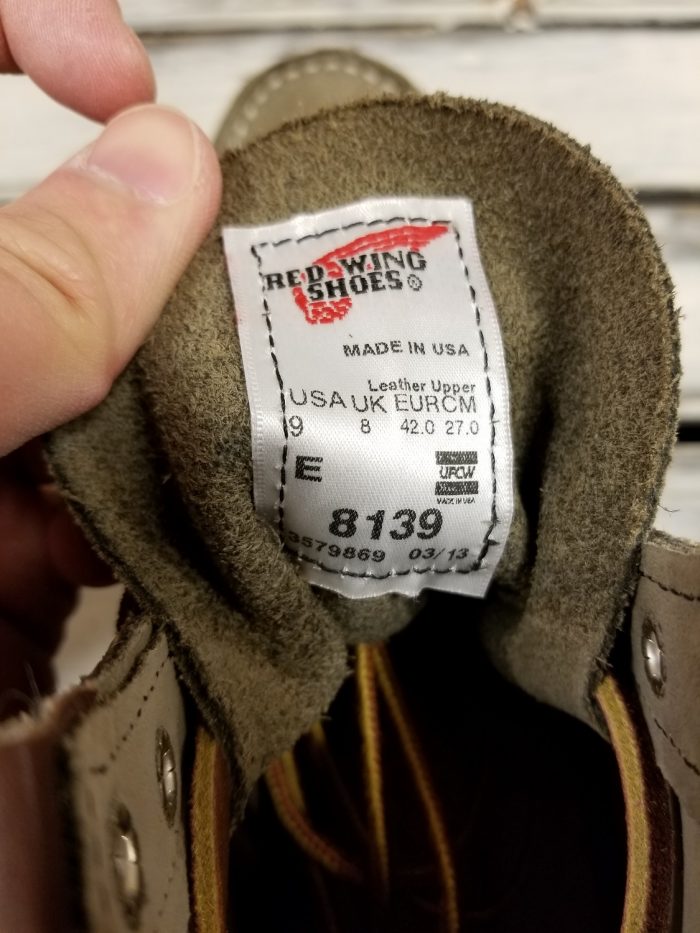 RED WING
SHOES®
MADE IN USA
Leather Upper
USA UK EUR CM
9 8 42.0 27.0
E
UFCW
MADE IN USA
8139
3579869 03/13